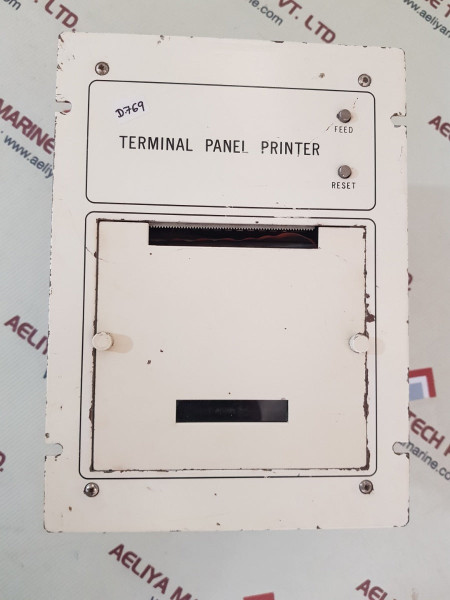 D769
FEED
TERMINAL PANEL PRINTER
RESET
AELIYA MARINE